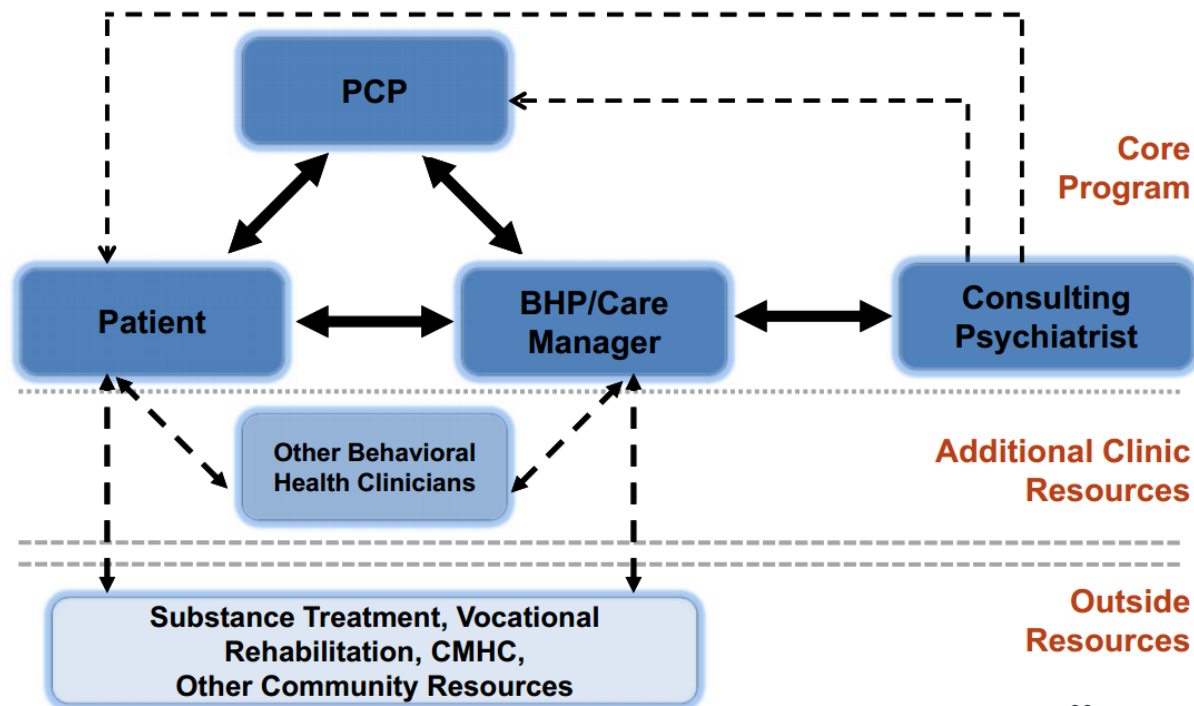 PCP
Core
Program
Patient
BHP/Care
Manager
Consulting
Psychiatrist
Other Behavioral
Health Clinicians
Additional Clinic
Resources
Substance Treatment, Vocational
Rehabilitation, CMHC,
Other Community Resources
Outside
Resources